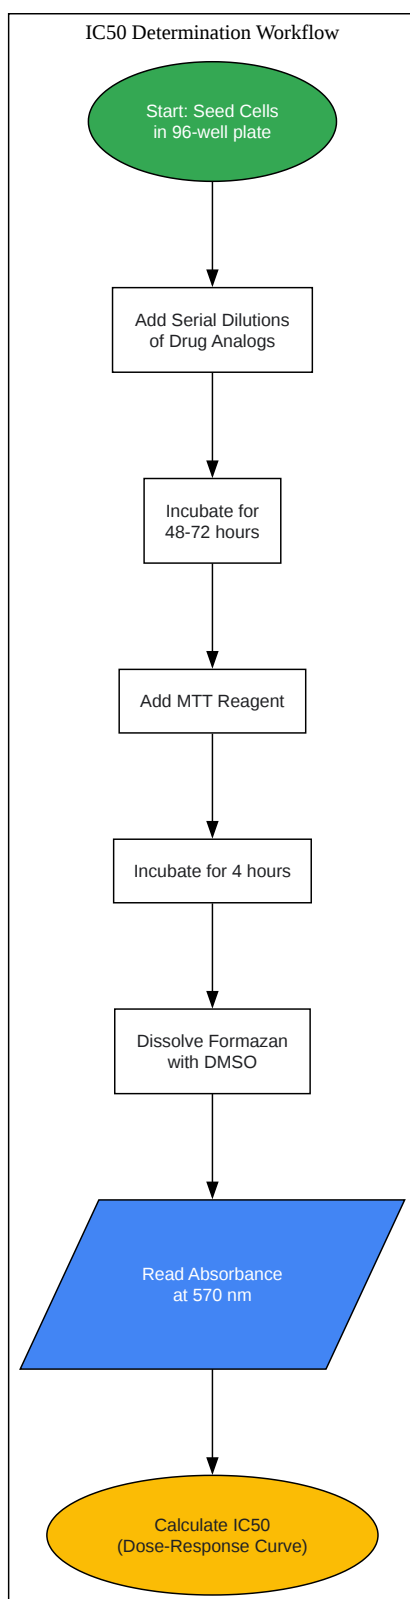 IC50 Determination Workflow
Start: Seed Cells
in 96-well plate
Add Serial Dilutions
of Drug Analogs
Incubate for
48-72 hours
Add MTT Reagent
Incubate for 4 hours
Dissolve Formazan
with DMSO
Read Absorbance
at 570 nm
Calculate IC50
(Dose-Response Curve)